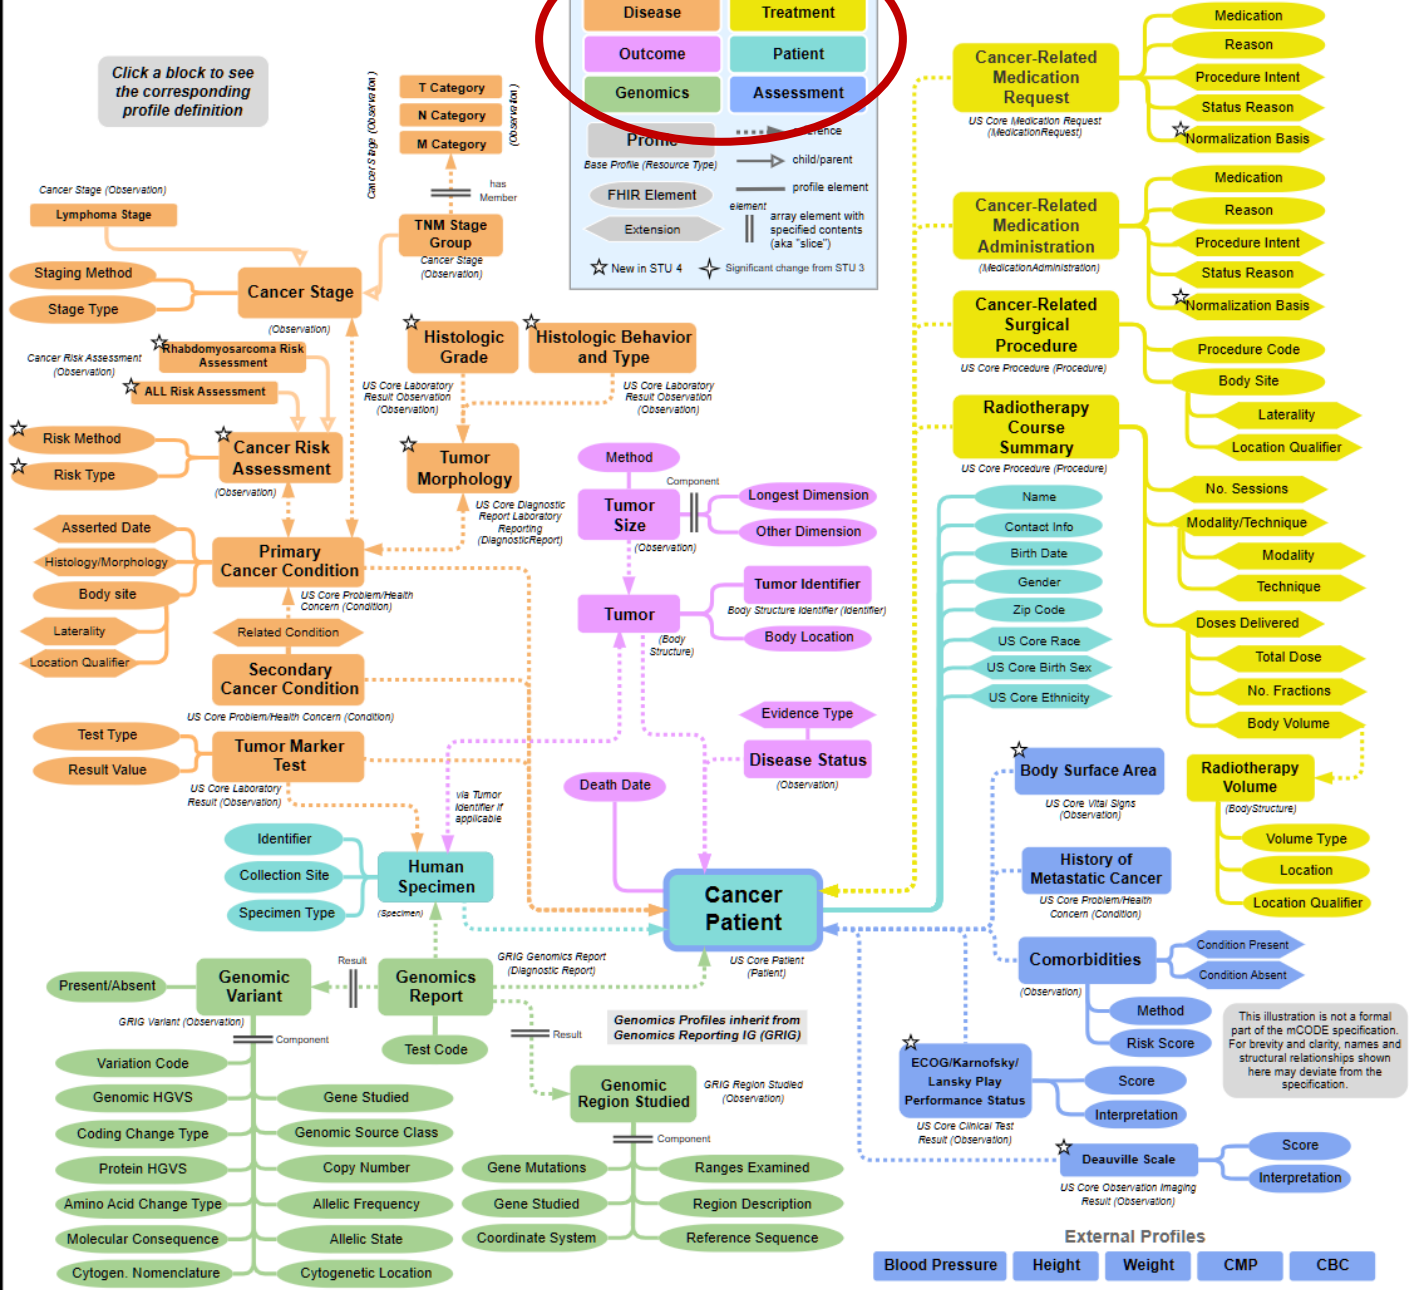 Disease
Treatment
Outcome
Patient
Genomics
Assessment
Profile
Base Profile (Resource Type)
child/parent
FHIR Element
profile element
Extension
element
array element with
specified contents
(aka "slice")
New in STU 4
Significant change from STU 3
Click a block to see
the corresponding
profile definition
T Category
N Category
M Category
Cancer Stage (Observation)
(Observation)
has
Member
TNM Stage
Group
Cancer Stage
(Observation)
Cancer Stage (Observation)
Lymphoma Stage
Staging Method
Stage Type
Cancer Stage
(Observation)
Cancer Risk Assessment
(Observation)
Rhabdomyosarcoma Risk
Assessment
ALL Risk Assessment
Risk Method
Risk Type
Cancer Risk
Assessment
(Observation)
Histologic
Grade
US Core Laboratory
Result Observation
(Observation)
Histologic Behavior
and Type
US Core Laboratory
Result Observation
(Observation)
Tumor
Morphology
US Core Diagnostic
Report Laboratory
Reporting
(DiagnosticReport)
Asserted Date
Histology/Morphology
Body site
Laterality
Location Qualifier
Primary
Cancer Condition
US Core Problem/Health
Concern (Condition)
Related Condition
Secondary
Cancer Condition
US Core Problem/Health Concern (Condition)
Test Type
Result Value
Tumor Marker
Test
US Core Laboratory
Result (Observation)
Method
Tumor
Size
(Observation)
Component
Longest Dimension
Other Dimension
Tumor
(Body
Structure)
Tumor Identifier
Body Structure Identifier (Identifier)
Body Location
Evidence Type
Disease Status
(Observation)
Death Date
via Tumor
Identifier if
applicable
Identifier
Collection Site
Specimen Type
Human
Specimen
(Specimen)
Cancer
Patient
US Core Patient
(Patient)
Cancer-Related
Medication
Request
US Core Medication Request
(MedicationRequest)
Medication
Reason
Procedure Intent
Status Reason
Normalization Basis
Cancer-Related
Medication
Administration
(MedicationAdministration)
Medication
Reason
Procedure Intent
Status Reason
Normalization Basis
Cancer-Related
Surgical
Procedure
US Core Procedure (Procedure)
Procedure Code
Body Site
Laterality
Location Qualifier
Radiotherapy
Course
Summary
US Core Procedure (Procedure)
No. Sessions
Modality/Technique
Modality
Technique
Doses Delivered
Total Dose
No. Fractions
Body Volume
Radiotherapy
Volume
(BodyStructure)
Volume Type
Location
Location Qualifier
Name
Contact Info
Birth Date
Gender
Zip Code
US Core Race
US Core Birth Sex
US Core Ethnicity
Body Surface Area
US Core Vital Signs
(Observation)
History of
Metastatic Cancer
US Core Problem/Health
Concern (Condition)
Comorbidities
(Observation)
Condition Present
Condition Absent
Method
Risk Score
This illustration is not a formal
part of the mCODE specification.
For brevity and clarity, names and
structural relationships shown
here may deviate from the
specification.
ECOG/Karnofsky/
Lansky Play
Performance Status
US Core Clinical Test
Result (Observation)
Score
Interpretation
Deauville Scale
US Core Observation Imaging
Result (Observation)
Score
Interpretation
External Profiles
Blood Pressure
Height
Weight
CMP
CBC
Present/Absent
Genomic
Variant
GRIG Variant (Observation)
Result
Genomics
Report
GRIG Genomics Report
(Diagnostic Report)
Test Code
Result
Genomics Profiles inherit from
Genomics Reporting IG (GRIG)
Component
Variation Code
Genomic HGVS
Gene Studied
Coding Change Type
Genomic Source Class
Protein HGVS
Copy Number
Amino Acid Change Type
Allelic Frequency
Molecular Consequence
Allelic State
Cytogen. Nomenclature
Cytogenetic Location
Genomic
Region Studied
GRIG Region Studied
(Observation)
Component
Gene Mutations
Ranges Examined
Gene Studied
Region Description
Coordinate System
Reference Sequence